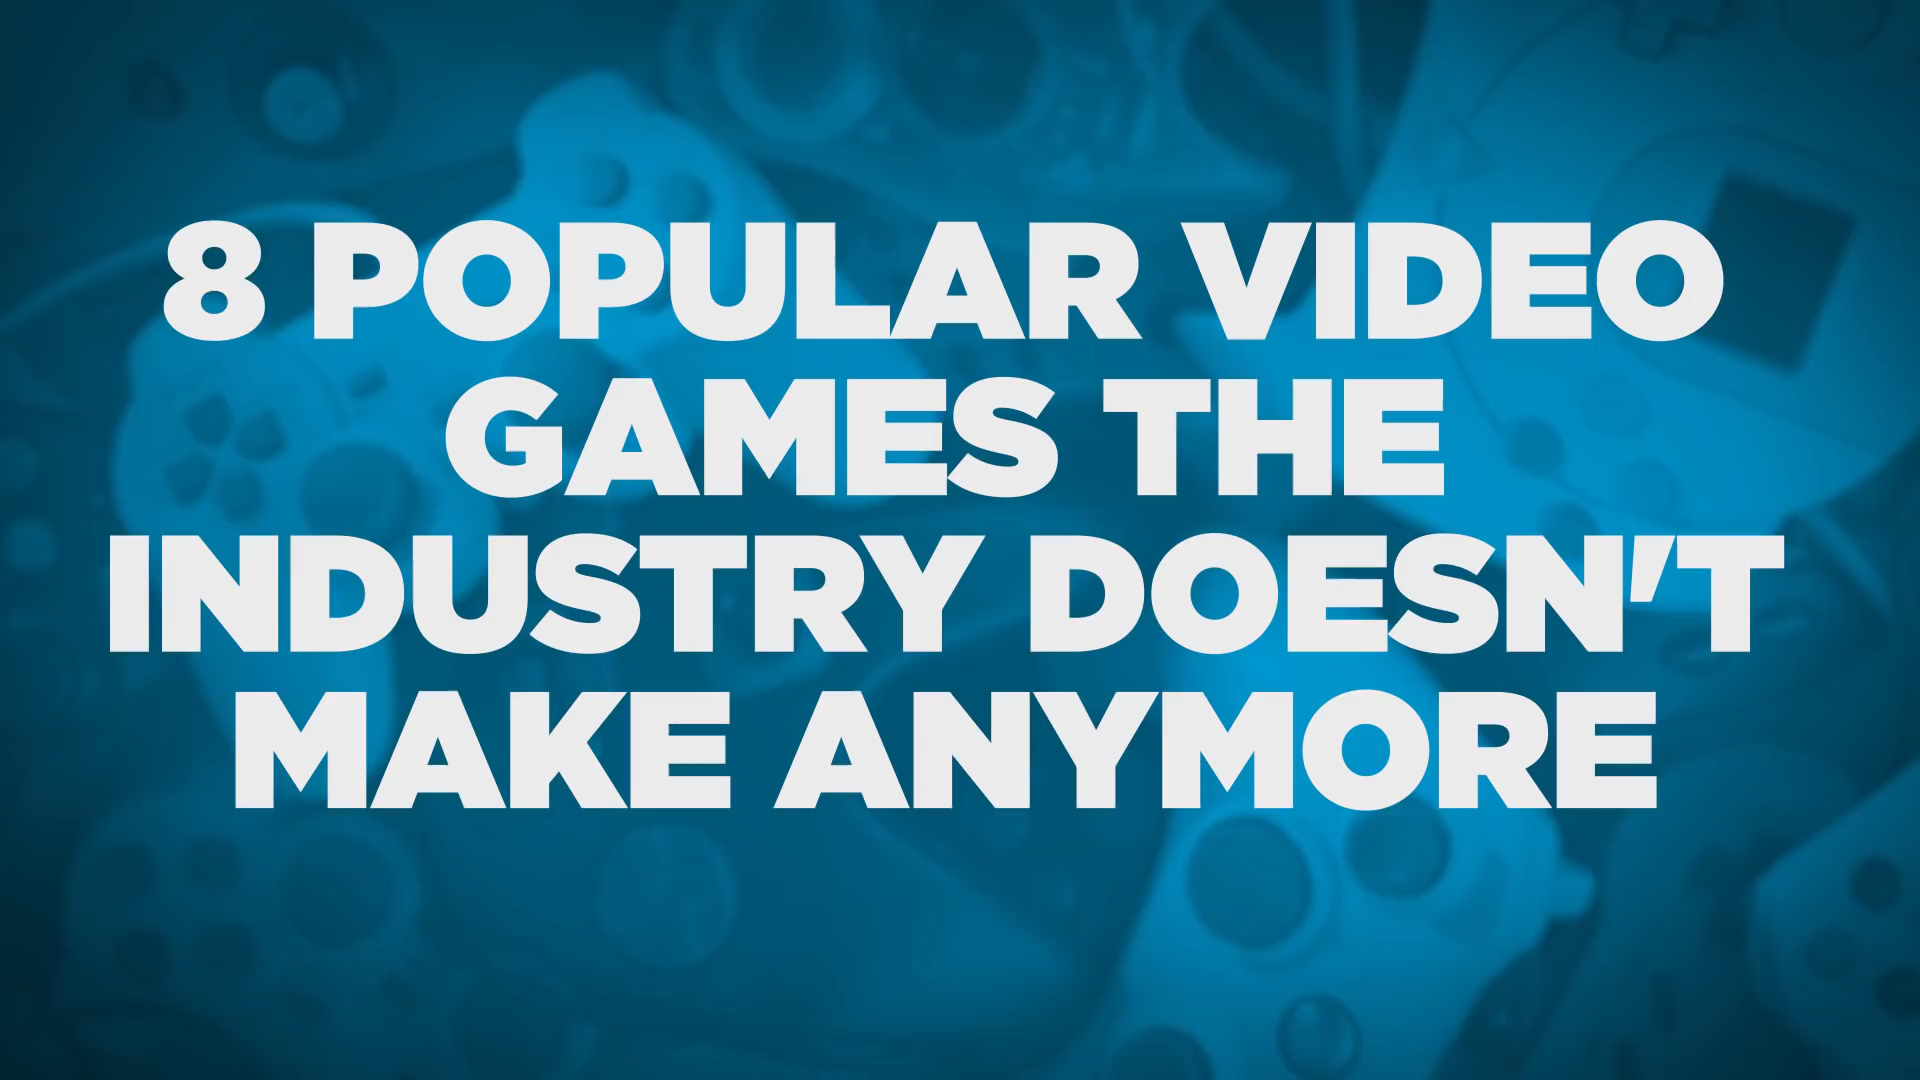 8 POPULAR VIDEO
GAMES THE
INDUSTRY DOESN'T
MAKE ANYMORE